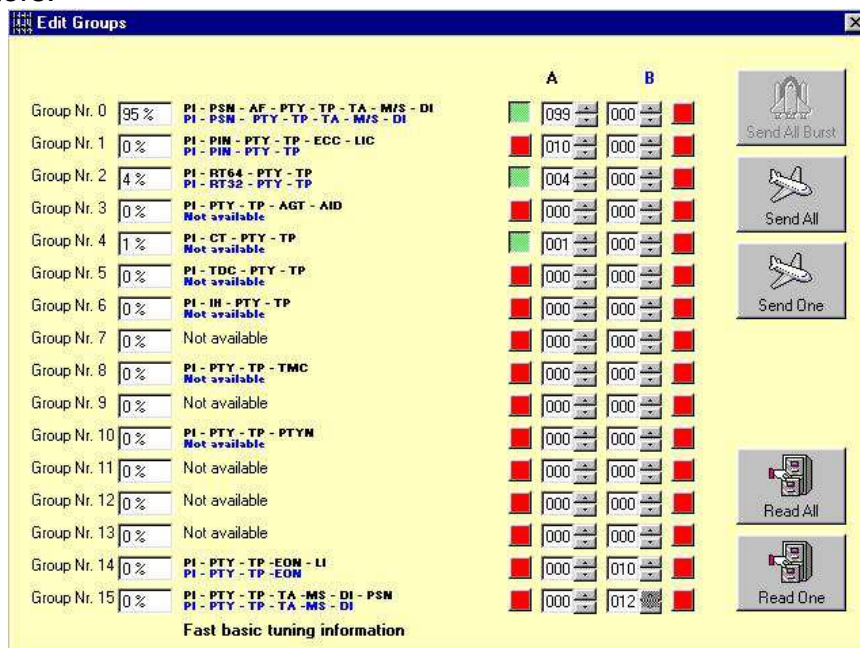 Edit Groups
A B
Group Nr. 0 95 % PI - PSN - AF - PTY - TP - TA - M/S - DI 099 000
PI - PSN - PTY - TP - TA - M/S - DI
Send All Burst
Group Nr. 1 0 % PI - PIN - PTY - TP - ECC - LIC 010 000
PI - PIN - PTY - TP
Group Nr. 2 4 % PI - RT64 - PTY - TP 004 000
PI - RT32 - PTY - TP
Group Nr. 3 0 % PI - PTY - TP - AGT - AID 000 000
Not available
Send All
Group Nr. 4 1 % PI - CT - PTY - TP 001 000
Not available
Group Nr. 5 0 % PI - TDC - PTY - TP 000 000
Not available
Group Nr. 6 0 % PI - IH - PTY - TP 000 000
Not available
Send One
Group Nr. 7 0 % Not available 000 000
Group Nr. 8 0 % PI - PTY - TP - TMC 000 000
Not available
Group Nr. 9 0 % Not available 000 000
Group Nr. 10 0 % PI - PTY - TP - PTYN 000 000
Not available
Group Nr. 11 0 % Not available 000 000
Group Nr. 12 0 % Not available 000 000
Read All
Group Nr. 13 0 % Not available 000 000
Group Nr. 14 0 % PI - PTY - TP -EON - LI 000 010
PI - PTY - TP -EON
Group Nr. 15 0 % PI - PTY - TP - TA -MS - DI - PSN 000 012
PI - PTY - TP - TA -MS - DI
Read One
Fast basic tuning information